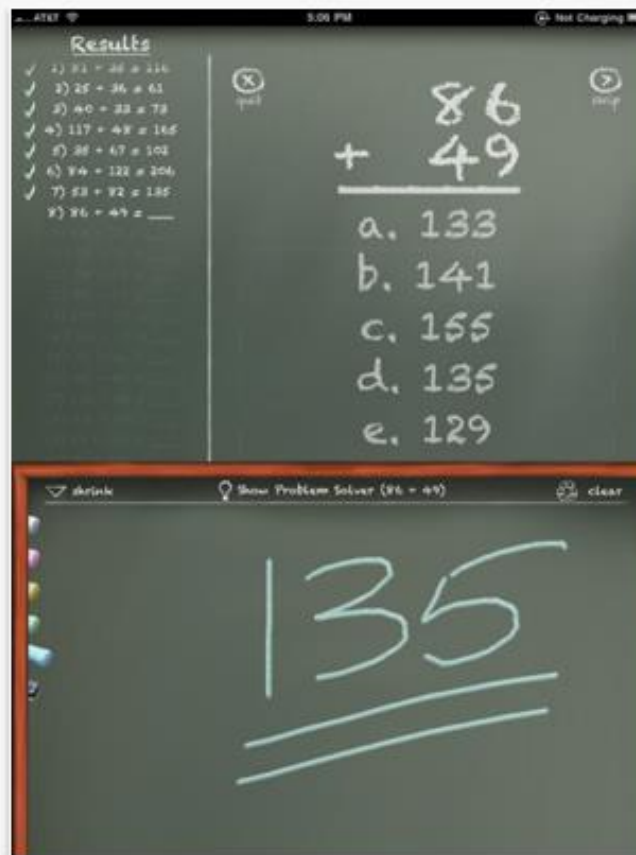 AT&T 5:06 PM Not Charging
Results
✓ 1) 81 + 35 = 116
✓ 2) 25 + 36 = 61
✓ 3) 40 + 33 = 73
✓ 4) 117 + 48 = 165
✓ 5) 35 + 67 = 102
✓ 6) 84 + 122 = 206
✓ 7) 53 + 82 = 135
8) 86 + 49 = ___
quit
skip
86
+ 49
a. 133
b. 141
c. 155
d. 135
e. 129
shrink Show Problem Solver (86 + 49) clear
135